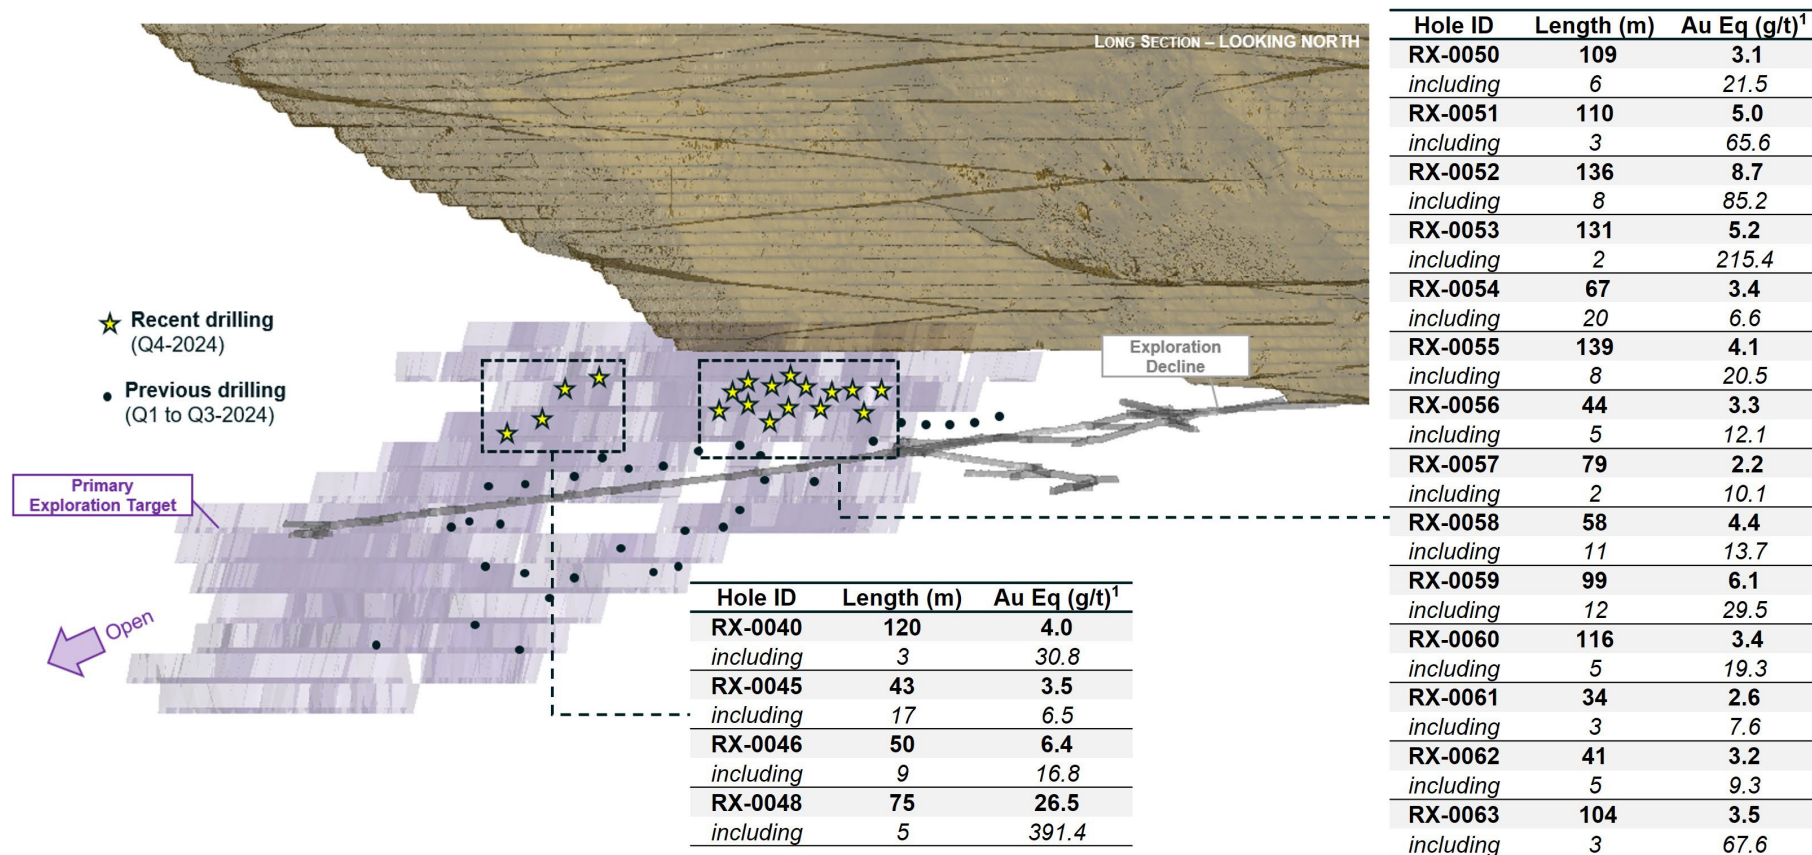 LONG SECTION – LOOKING NORTH
Recent drilling
(Q4-2024)
Previous drilling
(Q1 to Q3-2024)
Exploration
Decline
Primary
Exploration Target
Open
Hole ID Length (m) Au Eq (g/t)1
RX-0040 120 4.0
including 3 30.8
RX-0045 43 3.5
including 17 6.5
RX-0046 50 6.4
including 9 16.8
RX-0048 75 26.5
including 5 391.4
Hole ID Length (m) Au Eq (g/t)1
RX-0050 109 3.1
including 6 21.5
RX-0051 110 5.0
including 3 65.6
RX-0052 136 8.7
including 8 85.2
RX-0053 131 5.2
including 2 215.4
RX-0054 67 3.4
including 20 6.6
RX-0055 139 4.1
including 8 20.5
RX-0056 44 3.3
including 5 12.1
RX-0057 79 2.2
including 2 10.1
RX-0058 58 4.4
including 11 13.7
RX-0059 99 6.1
including 12 29.5
RX-0060 116 3.4
including 5 19.3
RX-0061 34 2.6
including 3 7.6
RX-0062 41 3.2
including 5 9.3
RX-0063 104 3.5
including 3 67.6